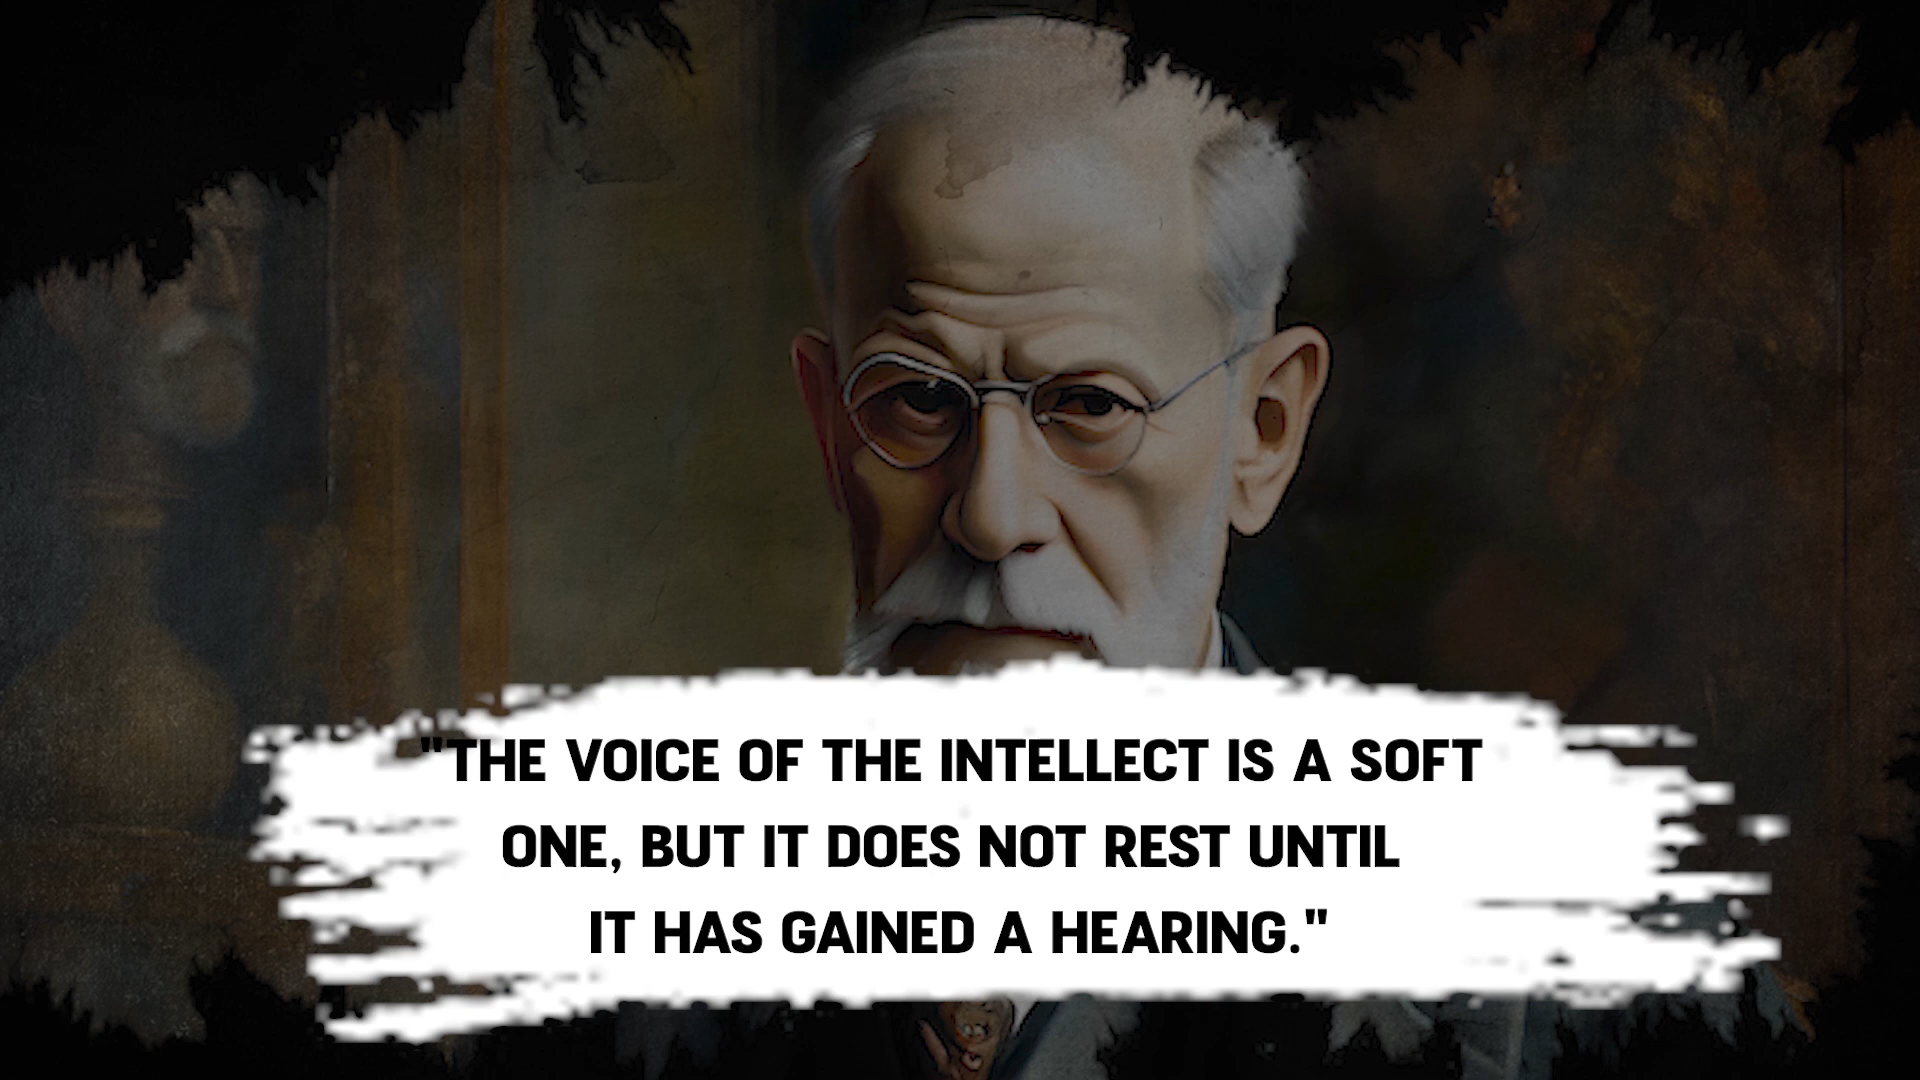 "THE VOICE OF THE INTELLECT IS A SOFT
ONE, BUT IT DOES NOT REST UNTIL
IT HAS GAINED A HEARING."